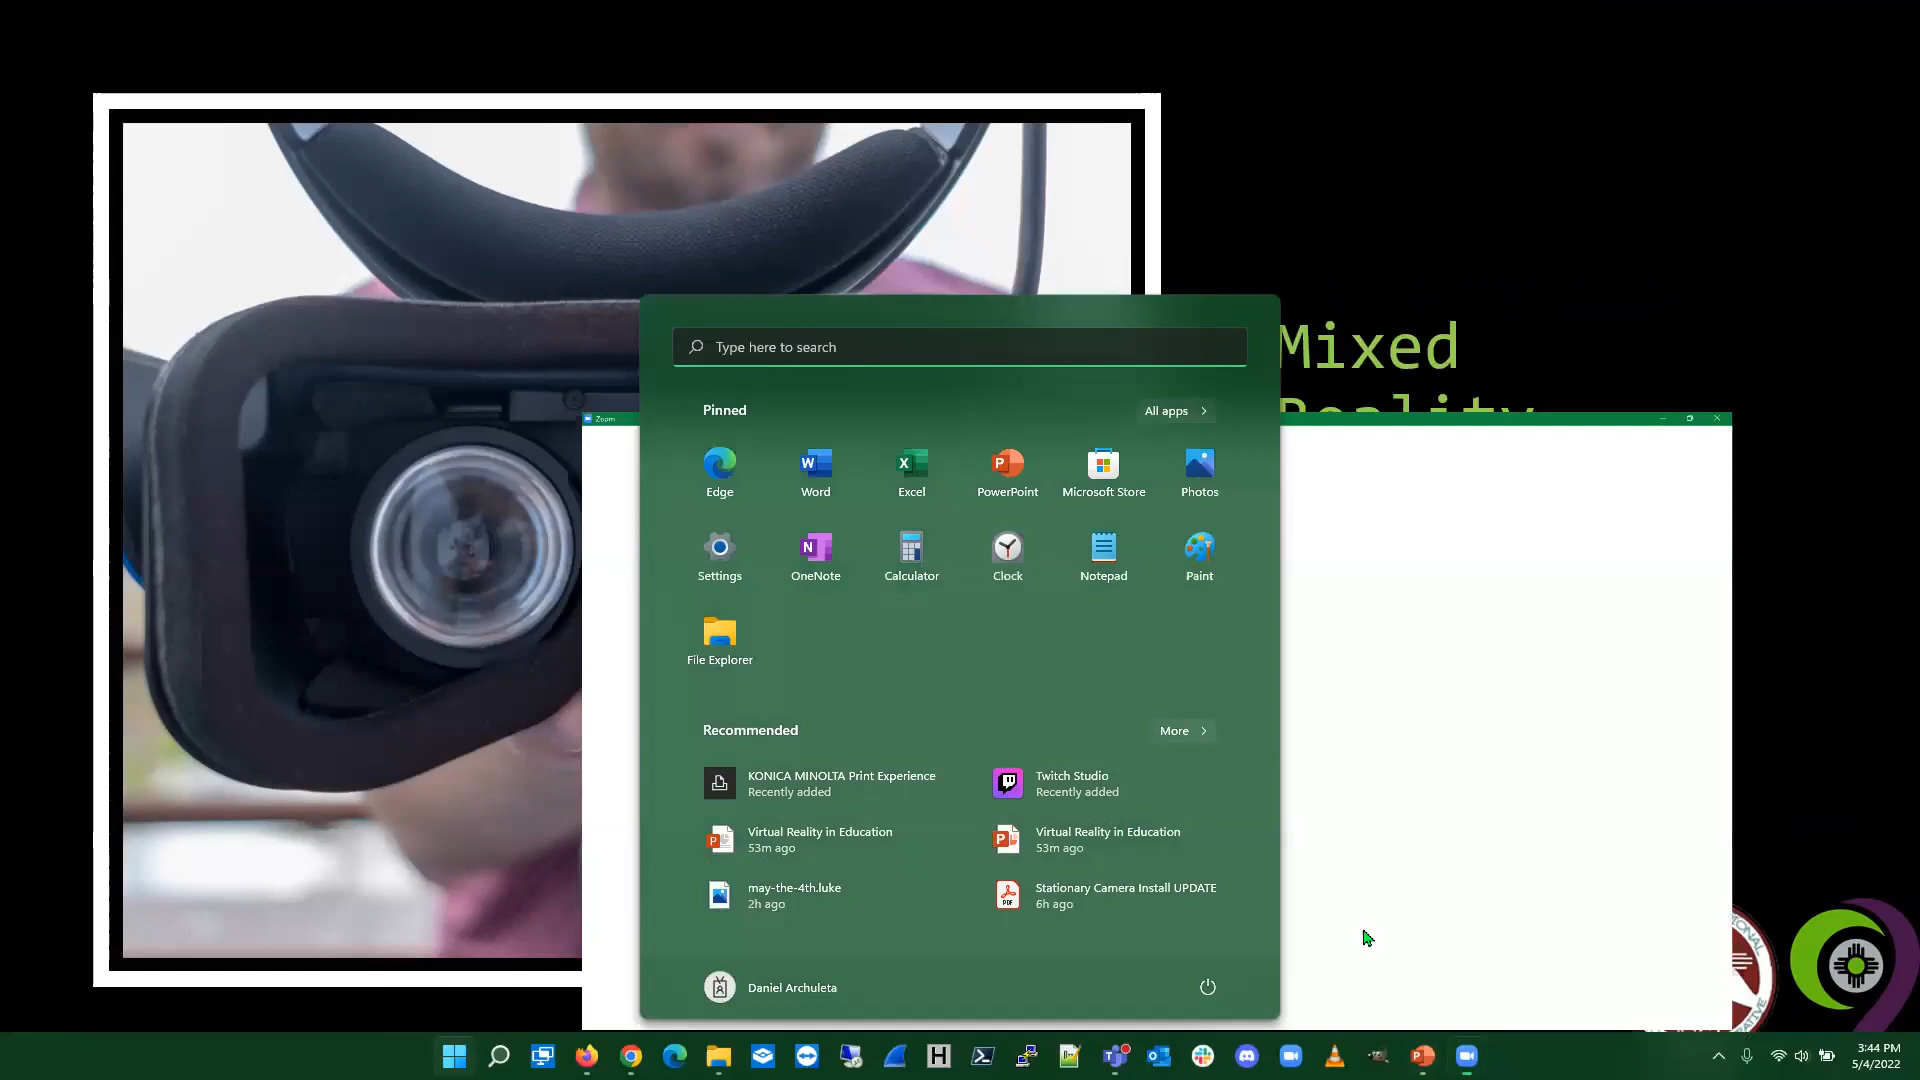 Mixed
Reality
Zoom
Type here to search
Pinned
All apps
Edge
Word
Excel
PowerPoint
Microsoft Store
Photos
Settings
OneNote
Calculator
Clock
Notepad
Paint
File Explorer
Recommended
More
KONICA MINOLTA Print Experience
Recently added
Twitch Studio
Recently added
Virtual Reality in Education
53m ago
Virtual Reality in Education
53m ago
may-the-4th.luke
2h ago
Stationary Camera Install UPDATE
6h ago
PDF
Daniel Archuleta
3:44 PM
5/4/2022